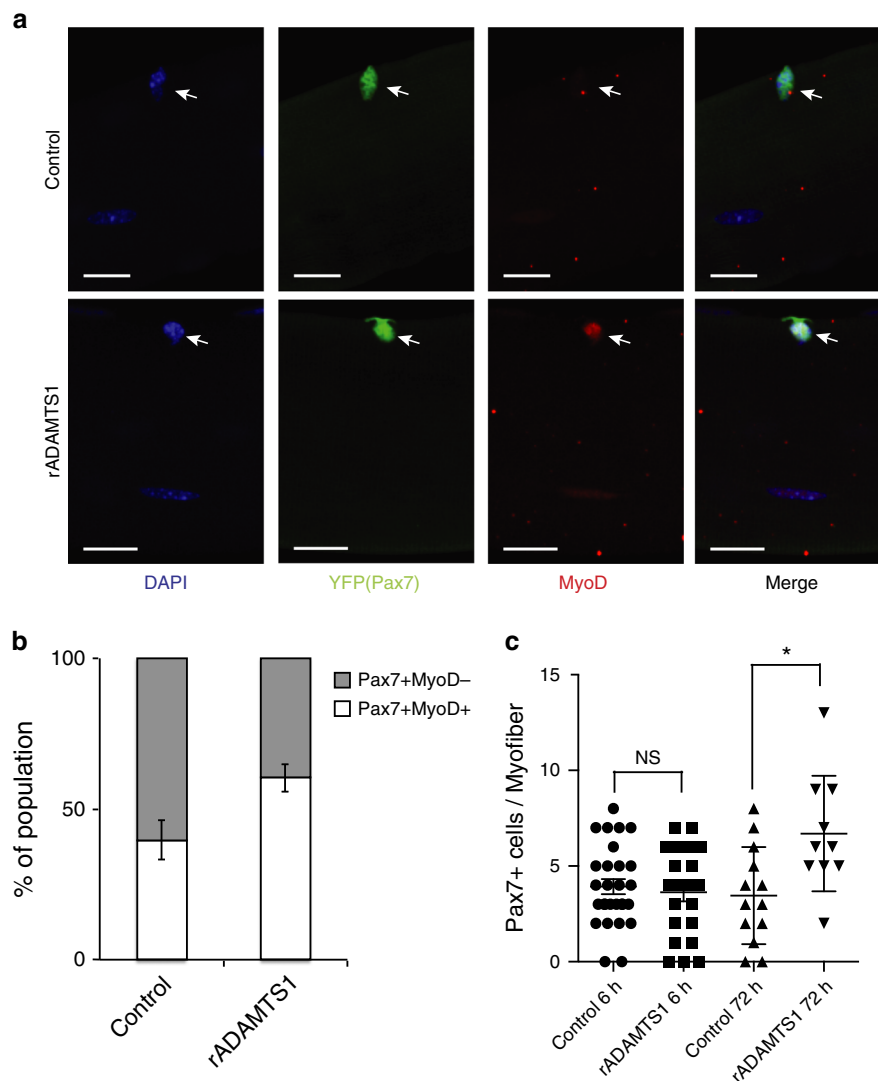 a
Control
rADAMTS1
DAPI
YFP(Pax7)
MyoD
Merge
b
100
50
0
% of population
Pax7+MyoD–
Pax7+MyoD+
Control
rADAMTS1
c
15
10
5
0
Pax7+ cells / Myofiber
NS
*
Control 6 h
rADAMTS1 6 h
Control 72 h
rADAMTS1 72 h